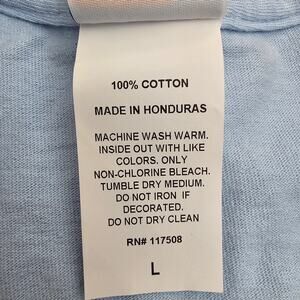 100% COTTON
MADE IN HONDURAS
MACHINE WASH WARM.
INSIDE OUT WITH LIKE
COLORS. ONLY
NON-CHLORINE BLEACH.
TUMBLE DRY MEDIUM.
DO NOT IRON IF
DECORATED.
DO NOT DRY CLEAN
RN# 117508
L